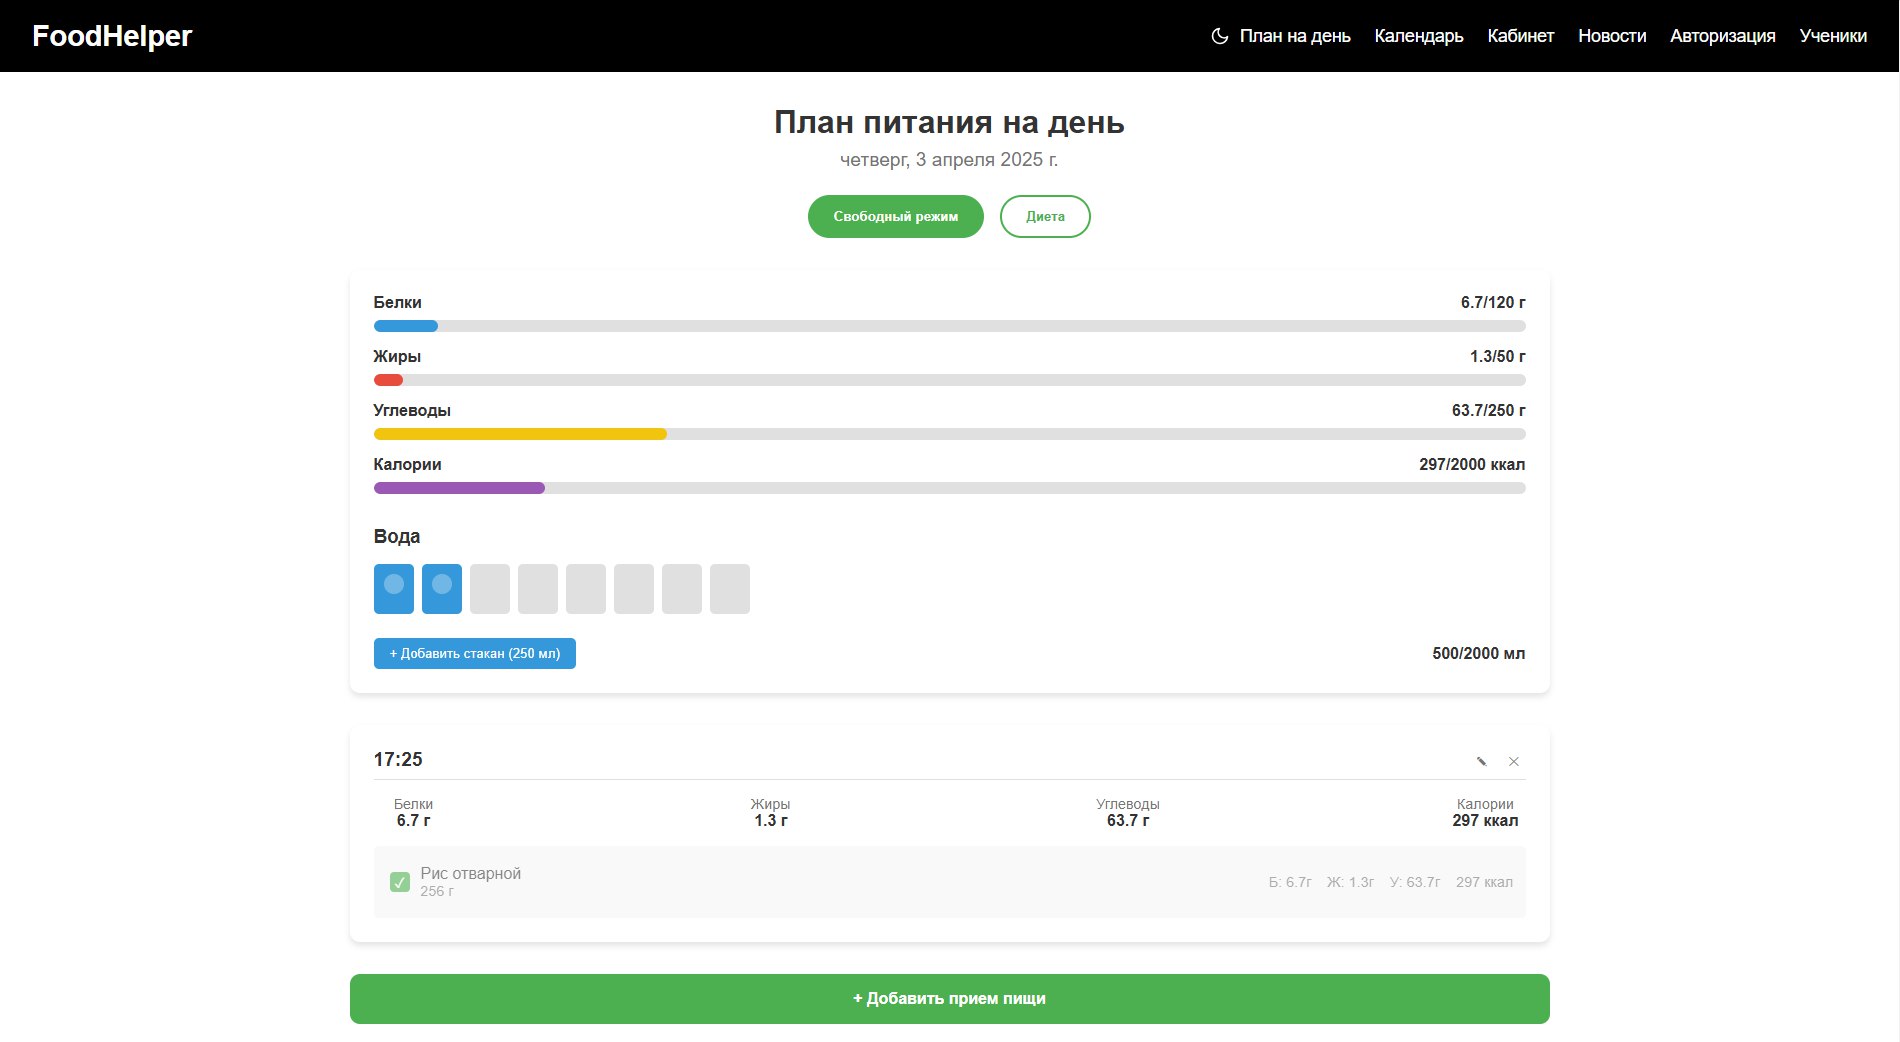 FoodHelper
План на день Календарь Кабинет Новости Авторизация Ученики
План питания на день
четверг, 3 апреля 2025 г.
Свободный режим Диета
Белки 6.7/120 г
Жиры 1.3/50 г
Углеводы 63.7/250 г
Калории 297/2000 ккал
Вода
+ Добавить стакан (250 мл) 500/2000 мл
17:25
Белки Жиры Углеводы Калории
6.7 г 1.3 г 63.7 г 297 ккал
Рис отварной
256 г
Б: 6.7г Ж: 1.3г У: 63.7г 297 ккал
+ Добавить прием пищи